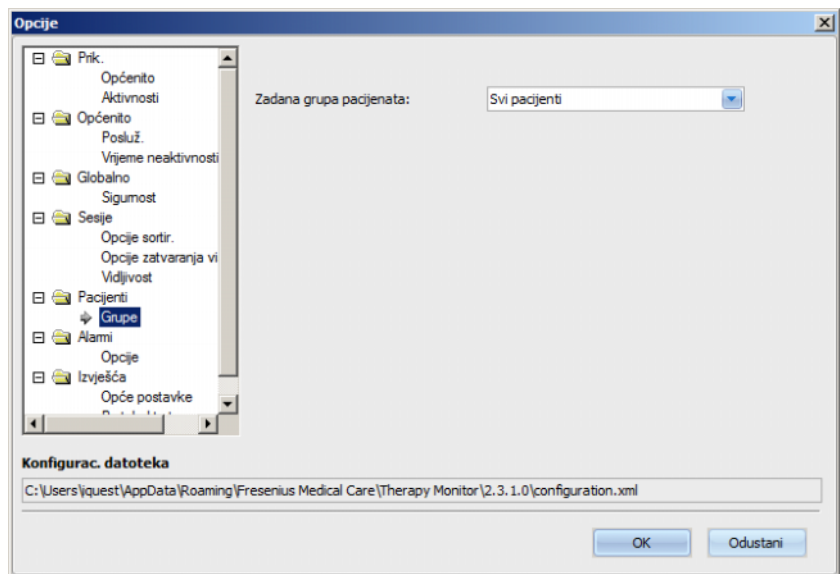 Opcije
Prik.
Općenito
Aktivnosti
Općenito
Posluž.
Vrijeme neaktivnosti
Globalno
Sigurnost
Sesije
Opcije sortir.
Opcije zatvaranja vi
Vidljivost
Pacijenti
Grupe
Alarmi
Opcije
Izvješća
Opće postavke
Zadana grupa pacijenata:
Svi pacijenti
Konfigurac. datoteka
C:\Users\iquest\AppData\Roaming\Fresenius Medical Care\Therapy Monitor\2.3.1.0\configuration.xml
OK
Odustani